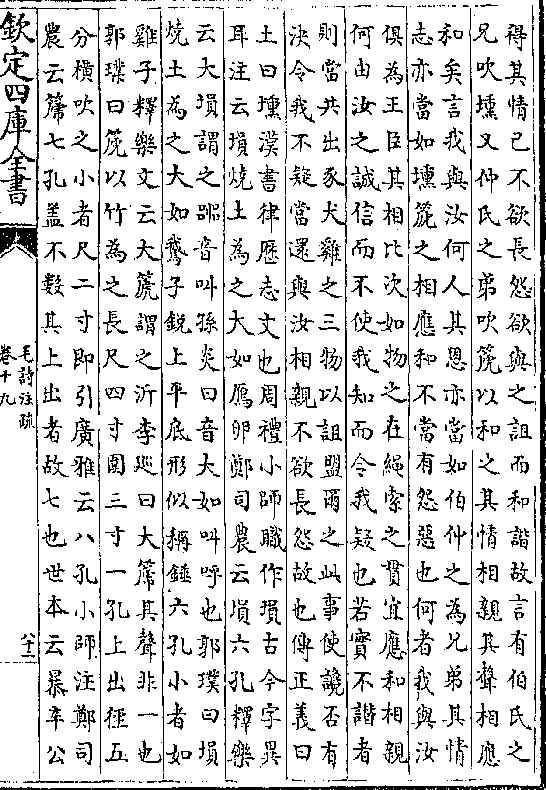 得其情己不欲長怨欲與之詛而和諧故言有伯氏之
兄吹壎又仲氏之弟吹篪以和之其情相親其聲相應
和矣言我與汝何人其恩亦當如伯仲之為兄弟其情
志亦當如壎篪之相應和不當有怨惡也何者我與汝
俱為王臣其相比次如物之在繩索之貫宜應和相親
何由汝之誠信而不使我知而令我疑也若實不諧者
則當共出豕犬雞之三物以詛盟爾之此事使讒否有
決令我不疑當還與汝相親不欲長怨故也傳正義曰
土曰壎漢書律歷志文也周禮小師職作塤古今字異
耳注云塤燒土為之大如鴈卵鄭司農云塤六孔釋樂
云大塤謂之䚯音叫孫炎曰音大如叫呼也郭璞曰塤
燒土為之大如鵞子銳上平底形似稱錘六孔小者如
雞子釋樂文云大篪謂之沂李巡曰大篪其聲非一也
郭璞曰篪以竹為之長尺四寸圍三寸一孔上出徑五
分橫吹之小者尺二寸即引廣雅云八孔小師注鄭司
農云篪七孔蓋不數其上出者故七也世本云暴辛公
欽定四庫全書
毛詩注疏
卷十九